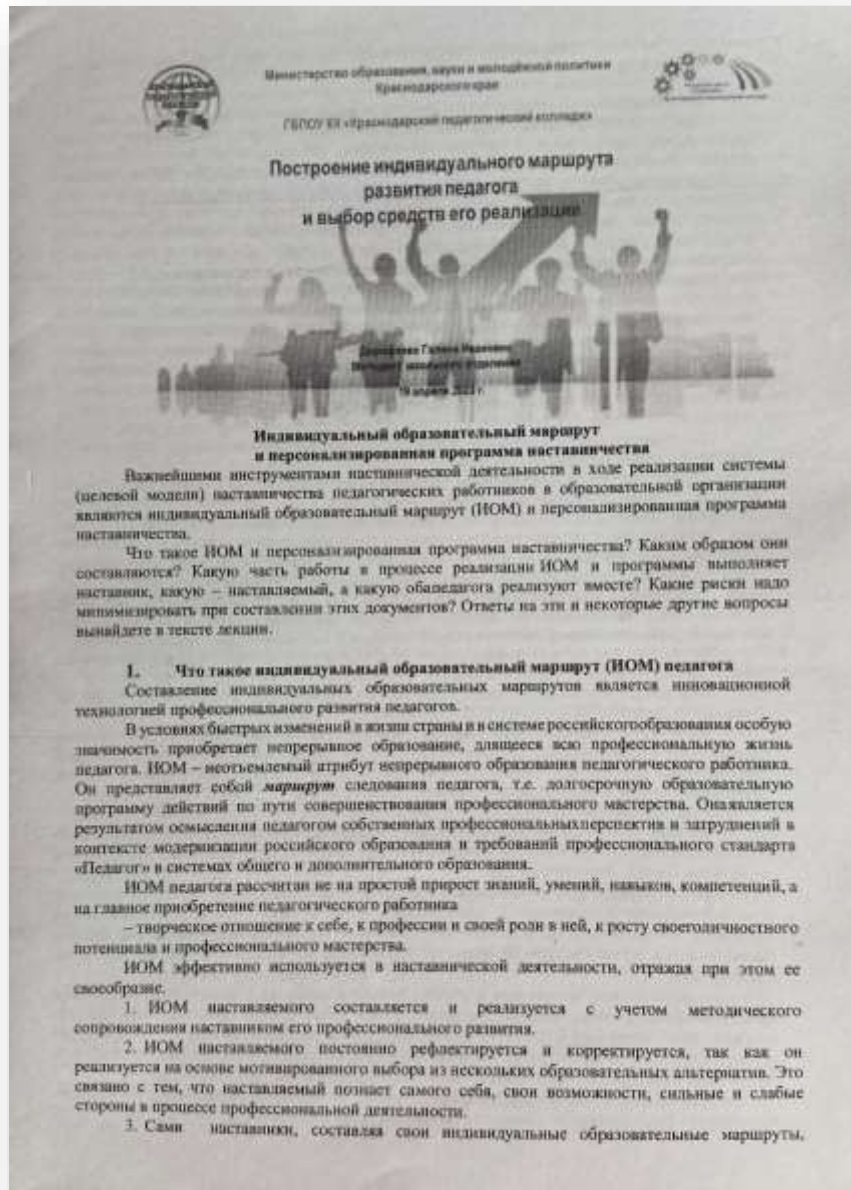 Министерство образования, науки и молодёжной политики
Краснодарского края
ГБПОУ КК «Краснодарский педагогический колледж»
Построение индивидуального маршрута
развития педагога
и выбор средств его реализации
Галина Ивановна
19 апреля г.
Индивидуальный образовательный маршрут
и персонализированная программа наставничества
Важнейшими инструментами наставнической деятельности в ходе реализации системы
(целевой модели) наставничества педагогических работников в образовательной организации
являются индивидуальный образовательный маршрут (ИОМ) и персонализированная программа
наставничества.
Что такое ИОМ и персонализированная программа наставничества? Каким образом они
составляются? Какую часть работы в процессе реализации ИОМ и программы выполняет
наставник, какую – наставляемый, а какую обапедагога реализуют вместе? Какие риски надо
минимизировать при составлении этих документов? Ответы на эти и некоторые другие вопросы
вынайдете в тексте лекции.
1. Что такое индивидуальный образовательный маршрут (ИОМ) педагога
Составление индивидуальных образовательных маршрутов является инновационной
технологией профессионального развития педагогов.
В условиях быстрых изменений в жизни страны и в системе российскогообразования особую
значимость приобретает непрерывное образование, длящееся всю профессиональную жизнь
педагога. ИОМ – неотъемлемый атрибут непрерывного образования педагогического работника.
Он представляет собой маршрут следования педагога, т.е. долгосрочную образовательную
программу действий по пути совершенствования профессионального мастерства. Онаявляется
результатом осмысления педагогом собственных профессиональныхперспектив и затруднений в
контексте модернизации российского образования и требований профессионального стандарта
«Педагог» в системах общего и дополнительного образования.
ИОМ педагога рассчитан не на простой прирост знаний, умений, навыков, компетенций, а
на главное приобретение педагогического работника
– творческое отношение к себе, к профессии и своей роли в ней, к росту своеголичностного
потенциала и профессионального мастерства.
ИОМ эффективно используется в наставнической деятельности, отражая при этом ее
своеобразие.
1. ИОМ наставляемого составляется и реализуется с учетом методического
сопровождения наставником его профессионального развития.
2. ИОМ наставляемого постоянно рефлектируется и корректируется, так как он
реализуется на основе мотивированного выбора из нескольких образовательных альтернатив. Это
связано с тем, что наставляемый познает самого себя, свои возможности, сильные и слабые
стороны в процессе профессиональной деятельности.
3. Сами наставники, составляя свои индивидуальные образовательные маршруты,